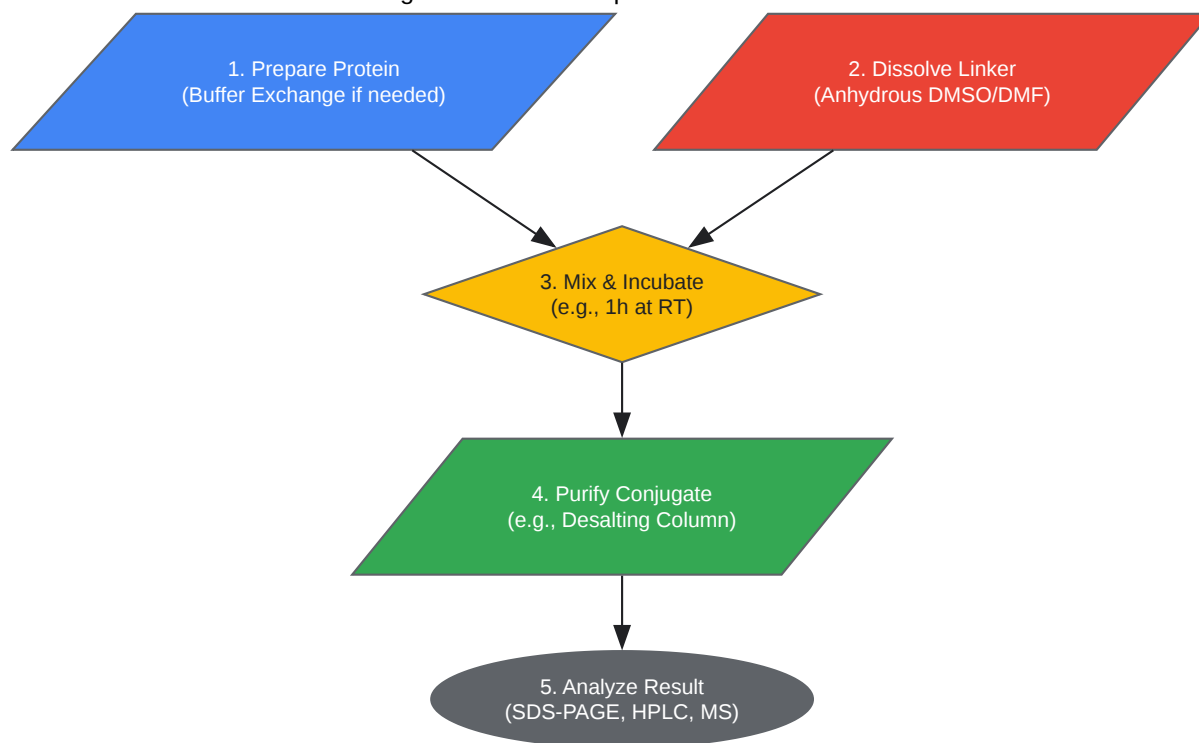 1. Prepare Protein
(Buffer Exchange if needed)
2. Dissolve Linker
(Anhydrous DMSO/DMF)
3. Mix & Incubate
(e.g., 1h at RT)
4. Purify Conjugate
(e.g., Desalting Column)
5. Analyze Result
(SDS-PAGE, HPLC, MS)